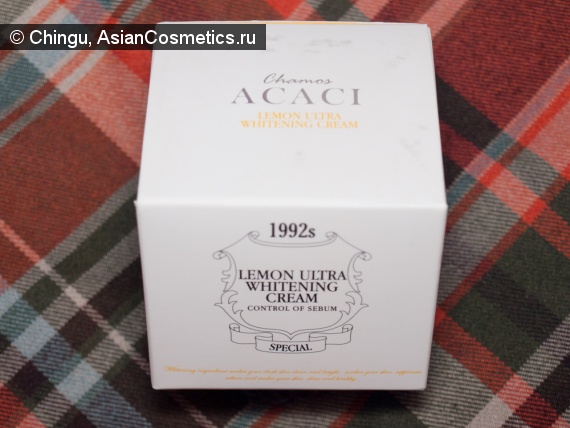 © Chingu, AsianCosmetics.ru
Chamos
ACACI
LEMON ULTRA
WHITENING CREAM
1992s
LEMON ULTRA
WHITENING
CREAM
CONTROL OF SEBUM
SPECIAL